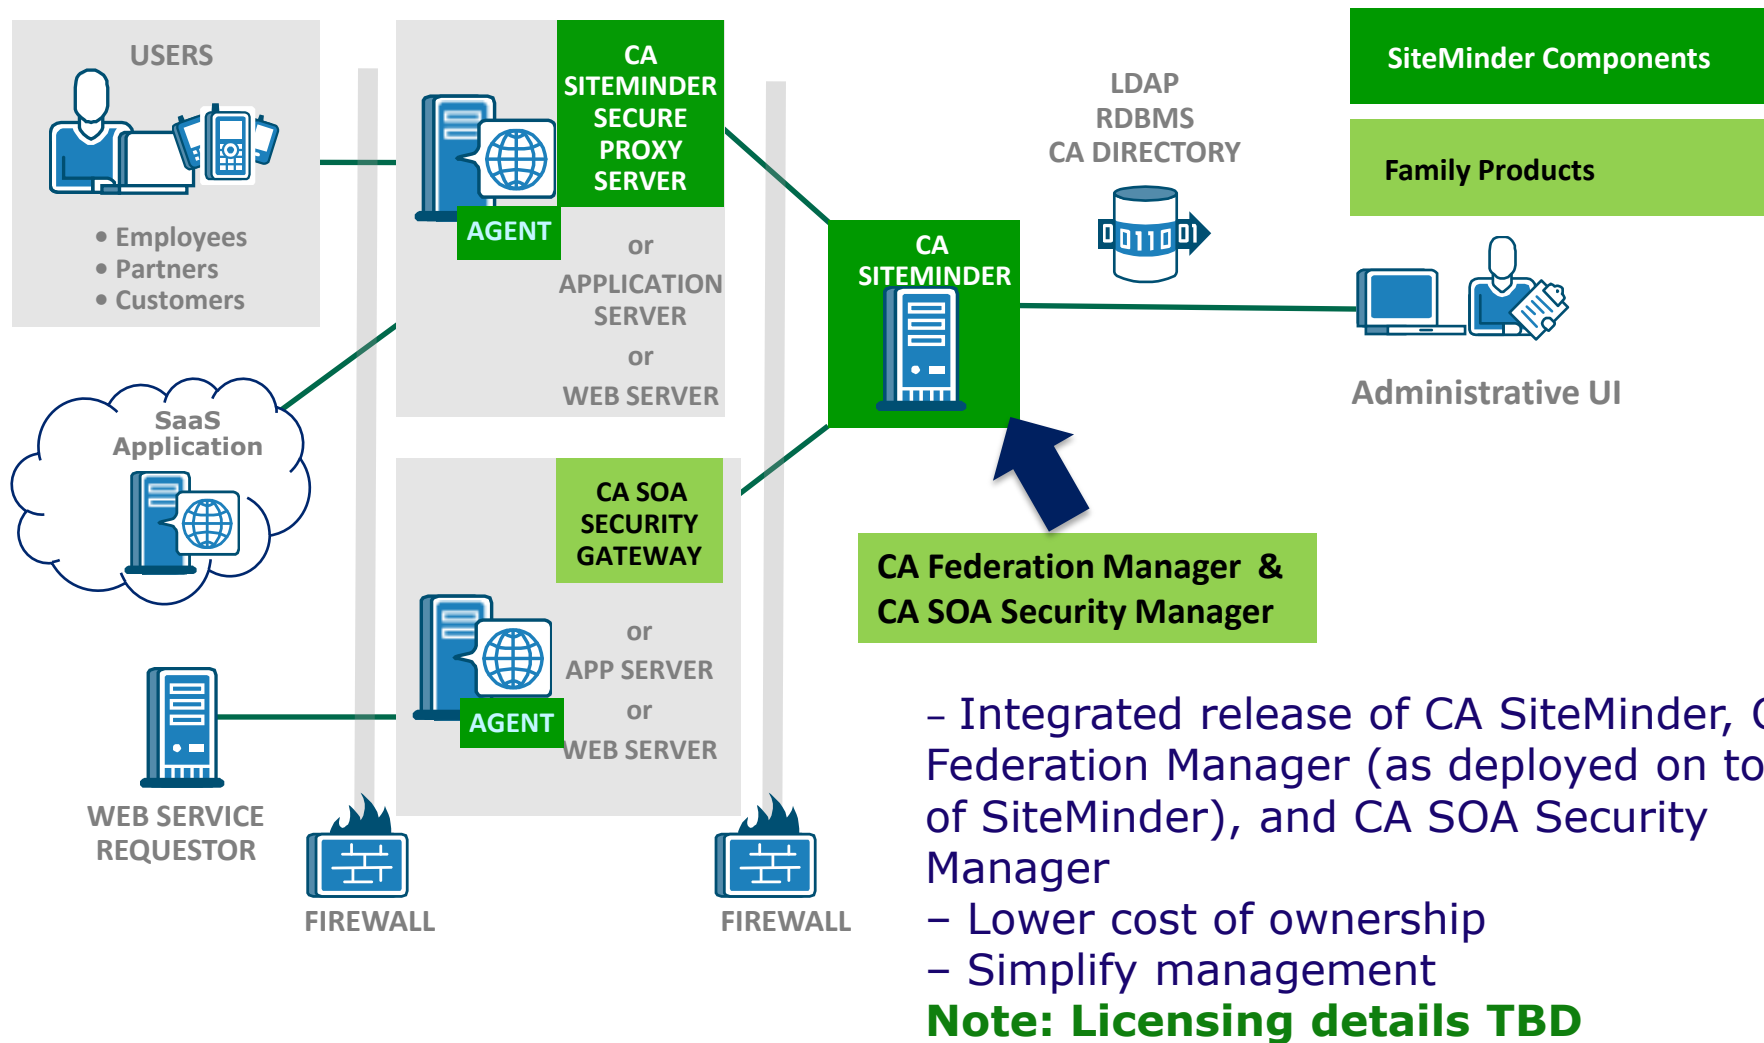 USERS
• Employees
• Partners
• Customers
CA
SITEMINDER
SECURE
PROXY
SERVER
AGENT
or
APPLICATION
SERVER
or
WEB SERVER
SaaS
Application
CA SOA
SECURITY
GATEWAY
or
APP SERVER
or
WEB SERVER
AGENT
WEB SERVICE
REQUESTOR
FIREWALL
FIREWALL
CA
SITEMINDER
LDAP
RDBMS
CA DIRECTORY
01101
SiteMinder Components
Family Products
Administrative UI
CA Federation Manager &
CA SOA Security Manager
– Integrated release of CA SiteMinder,
Federation Manager (as deployed on
of SiteMinder), and CA SOA Security
Manager
– Lower cost of ownership
– Simplify management
Note: Licensing details TBD